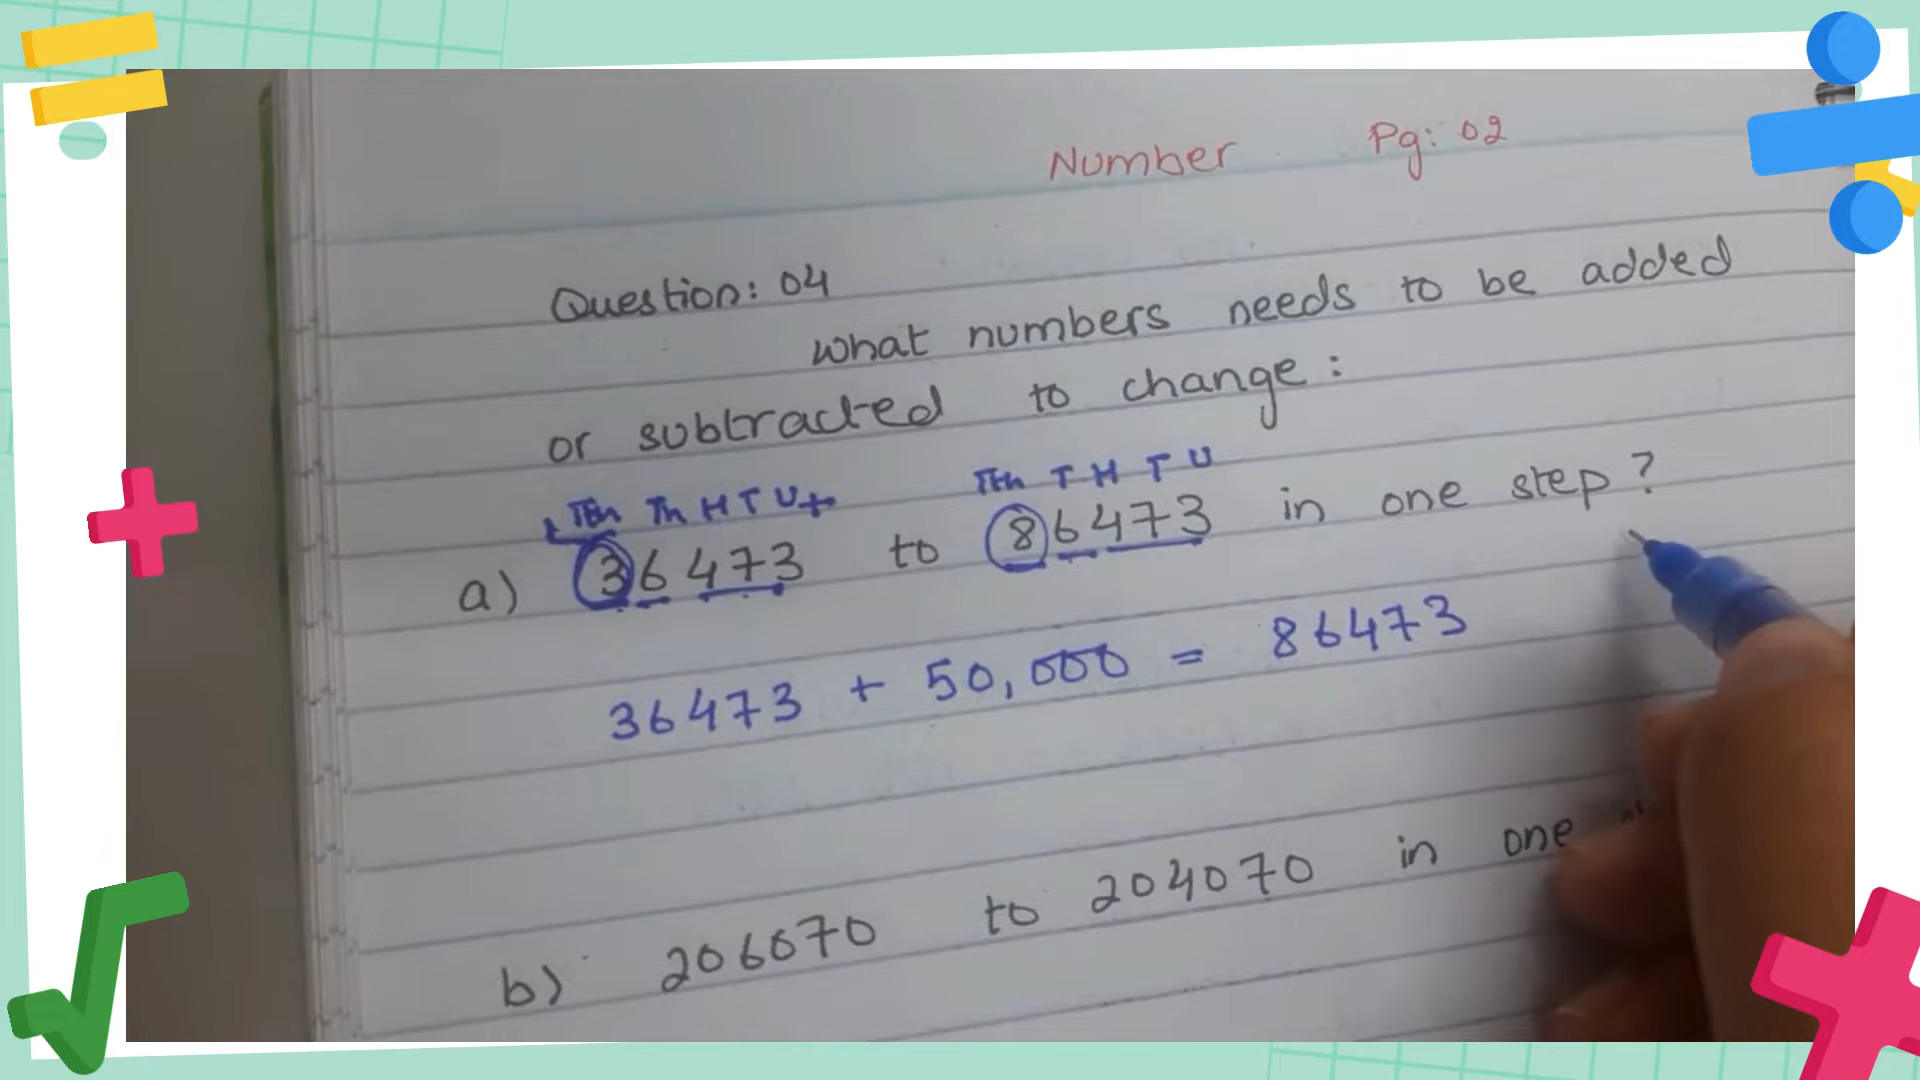 Number Pg: 02
Question: 04
What numbers needs to be added
or subtracted to change:
TTh Th H T U + TTh T H T U
a) 36473 to 86473 in one step?
36473 + 50,000 = 86473
b) 206070 to 204070 in one